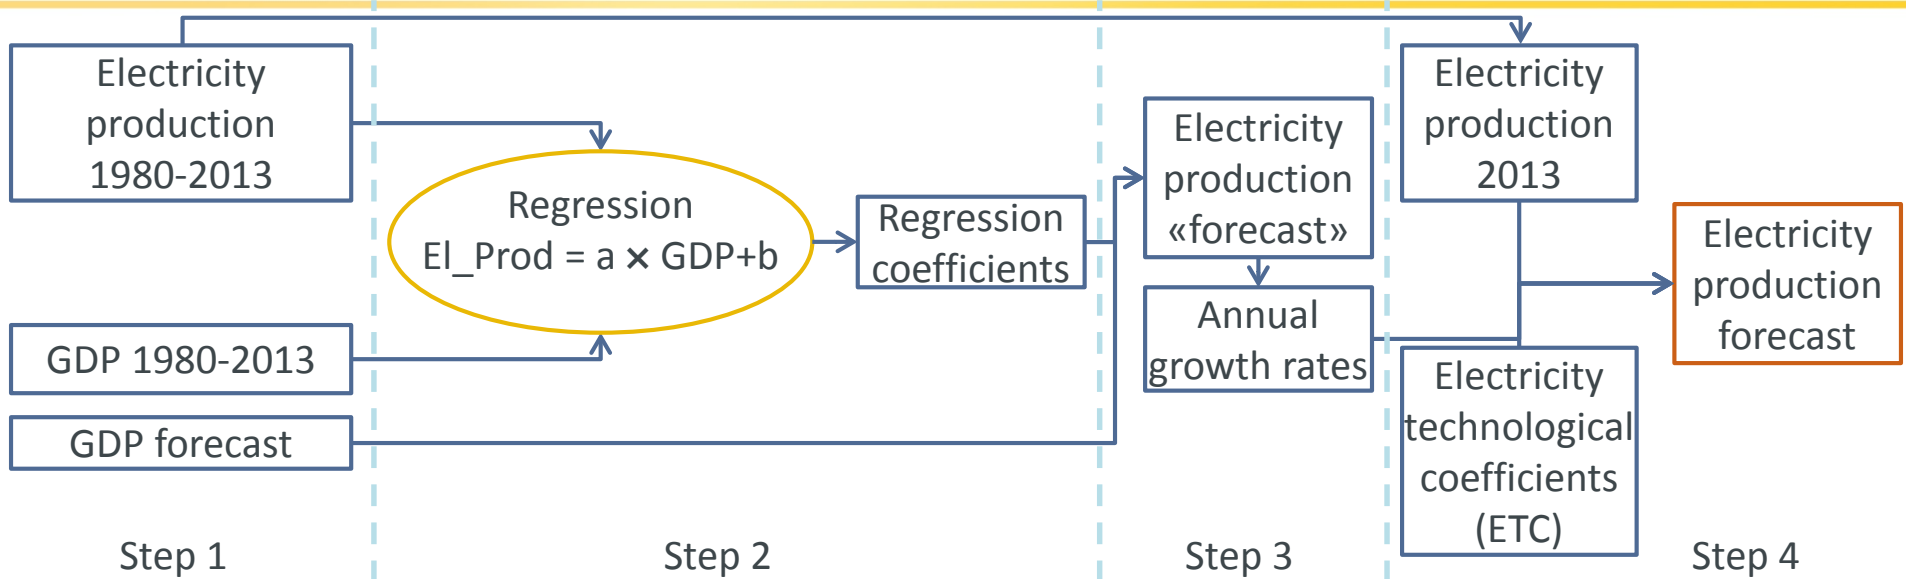 Electricity
production
1980-2013
GDP 1980-2013
GDP forecast
Step 1
Regression
El_Prod = a × GDP+b
Regression
coefficients
Step 2
Electricity
production
«forecast»
Annual
growth rates
Step 3
Electricity
production
2013
Electricity
technological
coefficients
(ETC)
Electricity
production
forecast
Step 4